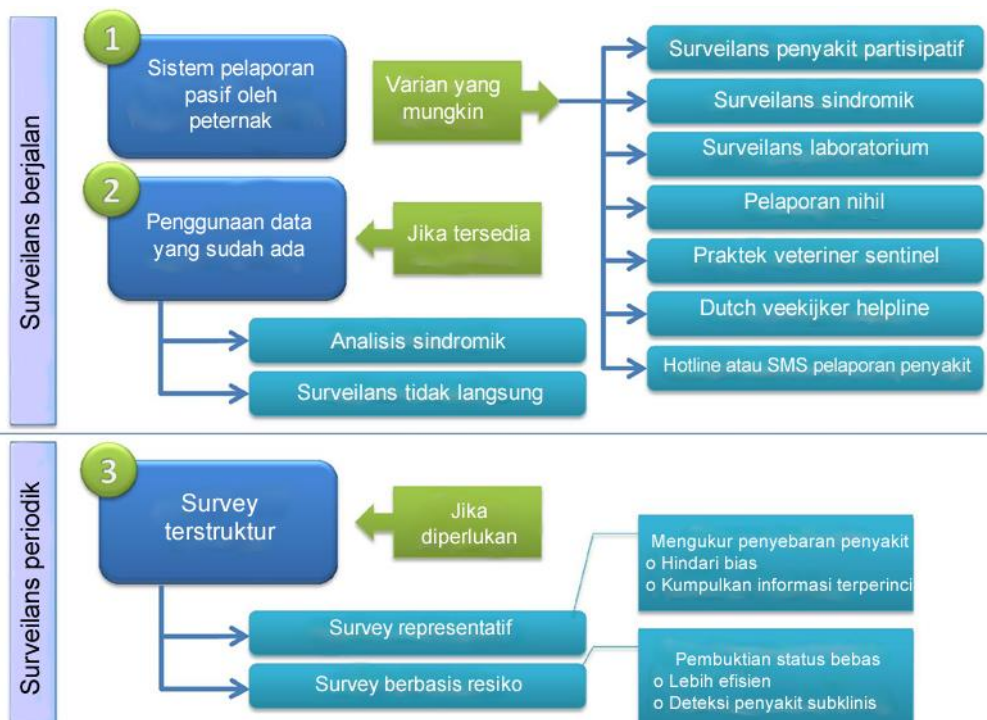 Surveilans berjalan
1
Sistem pelaporan
pasif oleh
peternak
Varian yang
mungkin
Surveilans penyakit partisipatif
Surveilans sindromik
Surveilans laboratorium
Pelaporan nihil
Praktek veteriner sentinel
Dutch veekijker helpline
Hotline atau SMS pelaporan penyakit
2
Penggunaan data
yang sudah ada
Jika tersedia
Analisis sindromik
Surveilans tidak langsung
Surveilans periodik
3
Survey
terstruktur
Jika
diperlukan
Survey representatif
Survey berbasis resiko
Mengukur penyebaran penyakit
o Hindari bias
o Kumpulkan informasi terperinci
Pembuktian status bebas
o Lebih efisien
o Deteksi penyakit subklinis